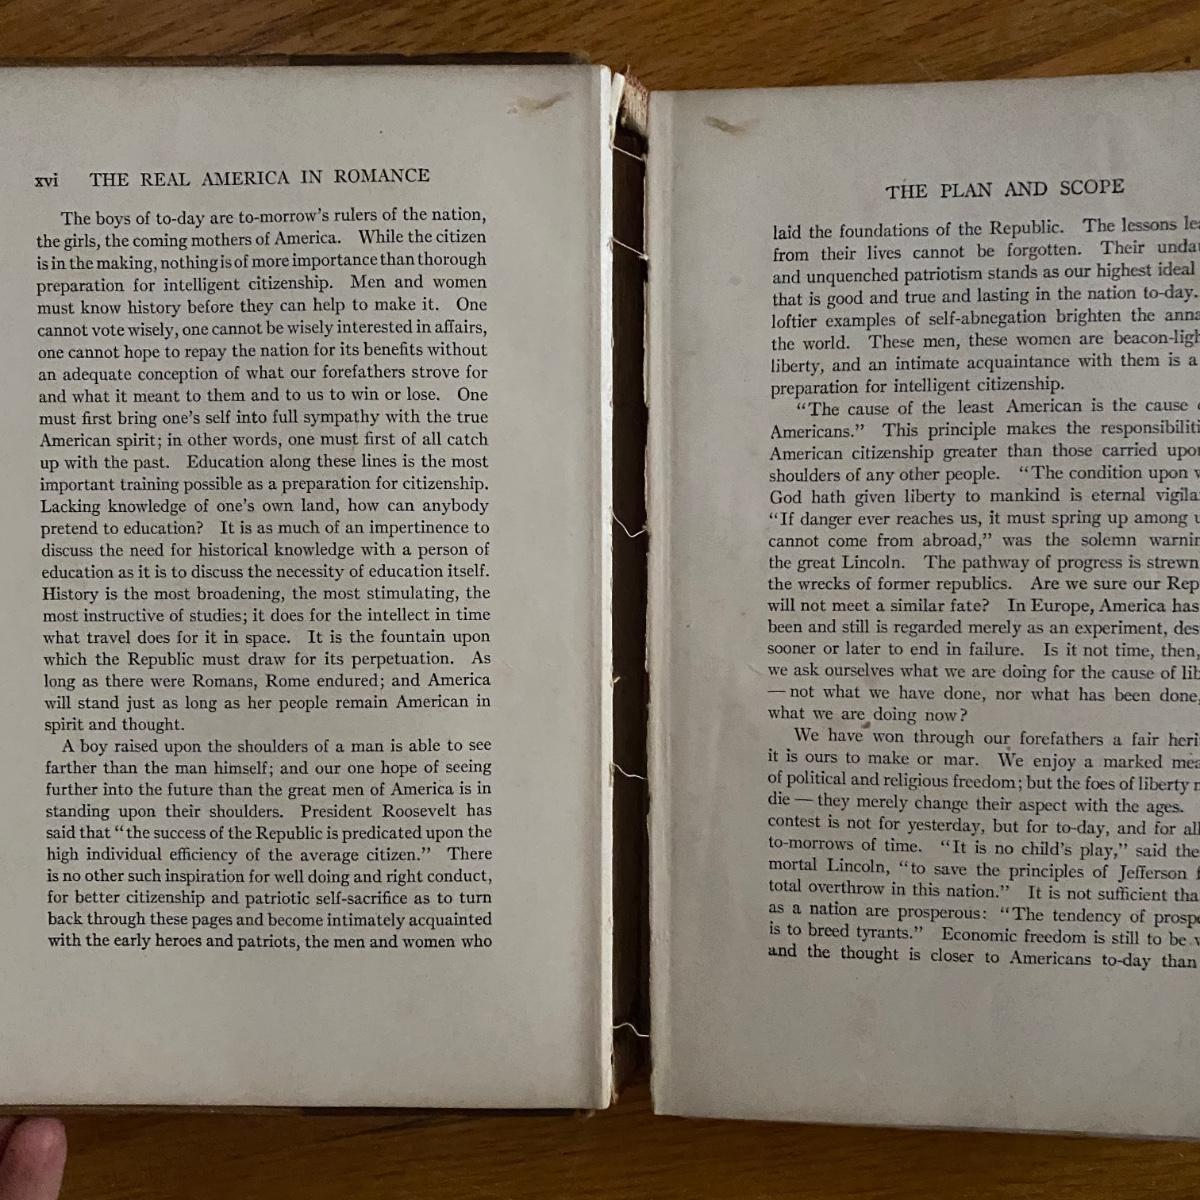 xvi THE REAL AMERICA IN ROMANCE
The boys of to-day are to-morrow's rulers of the nation,
the girls, the coming mothers of America. While the citizen
is in the making, nothing is of more importance than thorough
preparation for intelligent citizenship. Men and women
must know history before they can help to make it. One
cannot vote wisely, one cannot be wisely interested in affairs,
one cannot hope to repay the nation for its benefits without
an adequate conception of what our forefathers strove for
and what it meant to them and to us to win or lose. One
must first bring one's self into full sympathy with the true
American spirit; in other words, one must first of all catch
up with the past. Education along these lines is the most
important training possible as a preparation for citizenship.
Lacking knowledge of one's own land, how can anybody
pretend to education? It is as much of an impertinence to
discuss the need for historical knowledge with a person of
education as it is to discuss the necessity of education itself.
History is the most broadening, the most stimulating, the
most instructive of studies; it does for the intellect in time
what travel does for it in space. It is the fountain upon
which the Republic must draw for its perpetuation. As
long as there were Romans, Rome endured; and America
will stand just as long as her people remain American in
spirit and thought.
A boy raised upon the shoulders of a man is able to see
farther than the man himself; and our one hope of seeing
further into the future than the great men of America is in
standing upon their shoulders. President Roosevelt has
said that "the success of the Republic is predicated upon the
high individual efficiency of the average citizen." There
is no other such inspiration for well doing and right conduct,
for better citizenship and patriotic self-sacrifice as to turn
back through these pages and become intimately acquainted
with the early heroes and patriots, the men and women who
THE PLAN AND SCOPE
laid the foundations of the Republic. The lessons
from their lives cannot be forgotten. Their
and unquenched patriotism stands as our highest ideal
that is good and true and lasting in the nation to-day.
loftier examples of self-abnegation brighten the
the world. These men, these women are
liberty, and an intimate acquaintance with them is a
preparation for intelligent citizenship.
"The cause of the least American is the cause
Americans." This principle makes the
American citizenship greater than those carried
shoulders of any other people. "The condition upon
God hath given liberty to mankind is eternal
"If danger ever reaches us, it must spring up among
cannot come from abroad," was the solemn
the great Lincoln. The pathway of progress is strewn
the wrecks of former republics. Are we sure our
will not meet a similar fate? In Europe, America has
been and still is regarded merely as an experiment,
sooner or later to end in failure. Is it not time, then,
we ask ourselves what we are doing for the cause of
— not what we have done, nor what has been done,
what we are doing now?
We have won through our forefathers a fair
it is ours to make or mar. We enjoy a marked
of political and religious freedom; but the foes of liberty
die — they merely change their aspect with the ages.
contest is not for yesterday, but for to-day, and for all
to-morrows of time. "It is no child's play," said the
mortal Lincoln, "to save the principles of Jefferson
total overthrow in this nation." It is not sufficient
as a nation are prosperous: "The tendency of
is to breed tyrants." Economic freedom is still to be
and the thought is closer to Americans to-day than